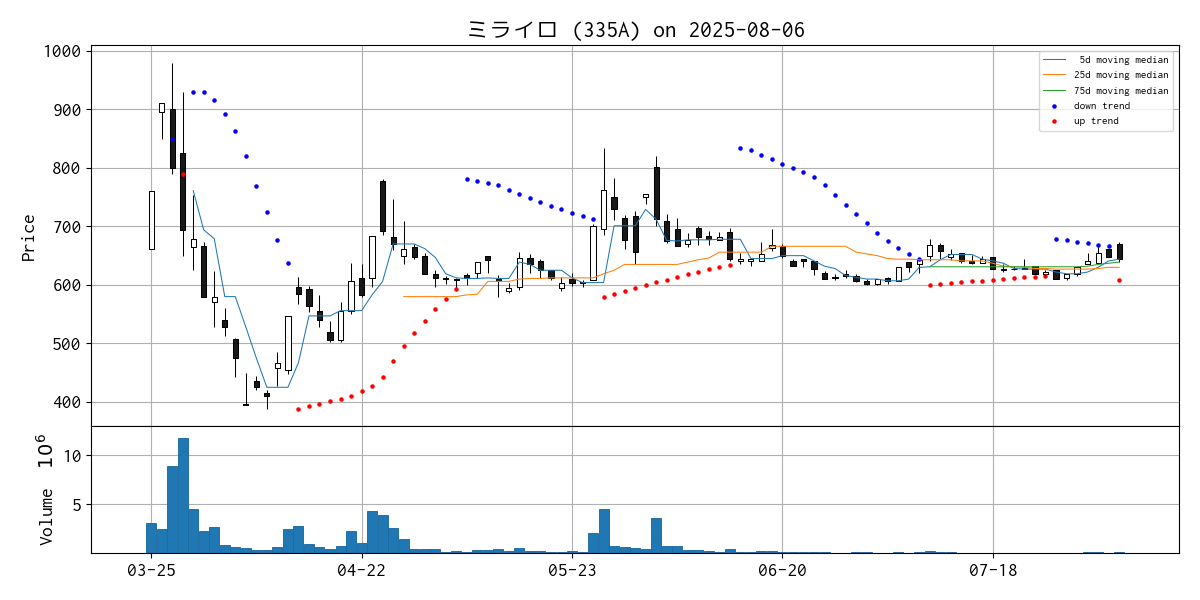 ミライロ (335A) on 2025-08-06
1000
900
800
700
600
500
400
Price
5d moving median
25d moving median
75d moving median
down trend
up trend
10
5
Volume 10⁶
03-25
04-22
05-23
06-20
07-18